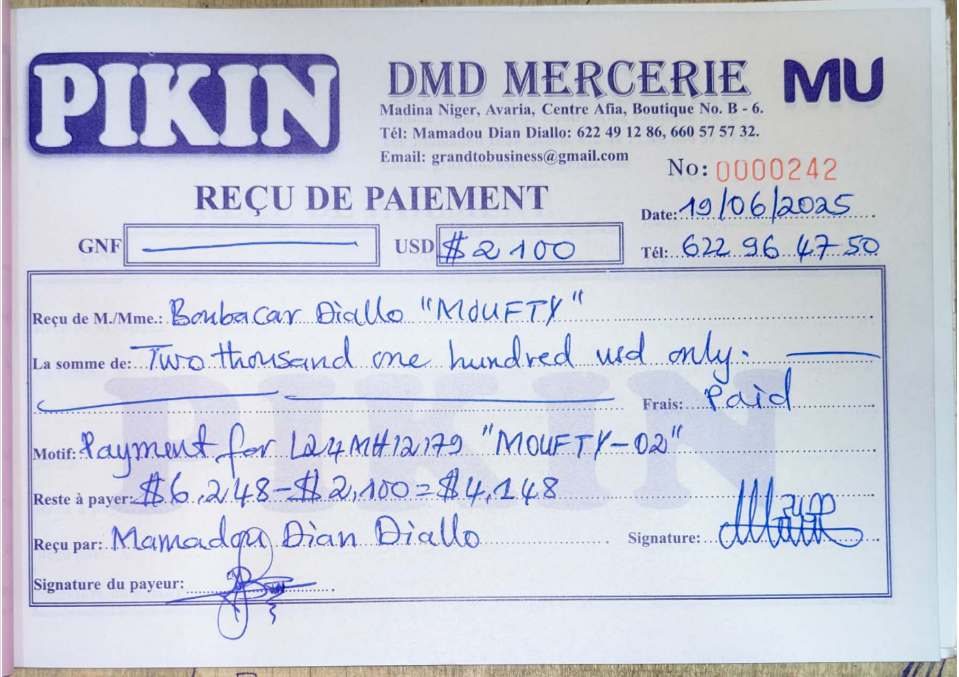 PIKIN
DMD MERCERIE
MU
Madina Niger, Avaria, Centre Afia, Boutique No. B - 6.
Tél: Mamadou Dian Diallo: 622 49 12 86, 660 57 57 32.
Email: grandtobusiness@gmail.com
No: 0000242
REÇU DE PAIEMENT
Date: 19/06/2025
GNF USD $2100
Tél: 622 96 47 50
Reçu de M./Mme.: Boubacar Diallo "MOUFTY"
La somme de: Two thousand one hundred usd only.
Frais: Paid
Motif: Payment for L24MH12179 "MOUFTY-02"
Reste à payer: $6,248-$2,100=$4,148
Reçu par: Mamadou Dian Diallo Signature:
Signature du payeur:
PIKIN